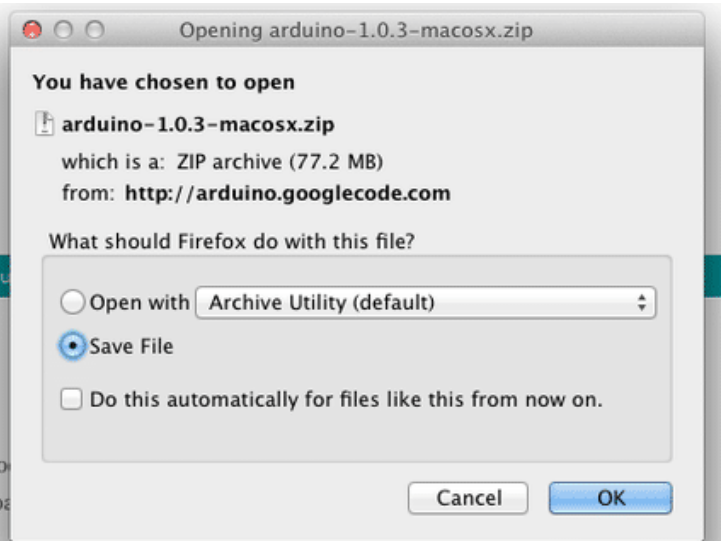 Opening arduino-1.0.3-macosx.zip
You have chosen to open
arduino-1.0.3-macosx.zip
which is a: ZIP archive (77.2 MB)
from: http://arduino.googlecode.com
What should Firefox do with this file?
Open with Archive Utility (default)
Save File
Do this automatically for files like this from now on.
Cancel OK